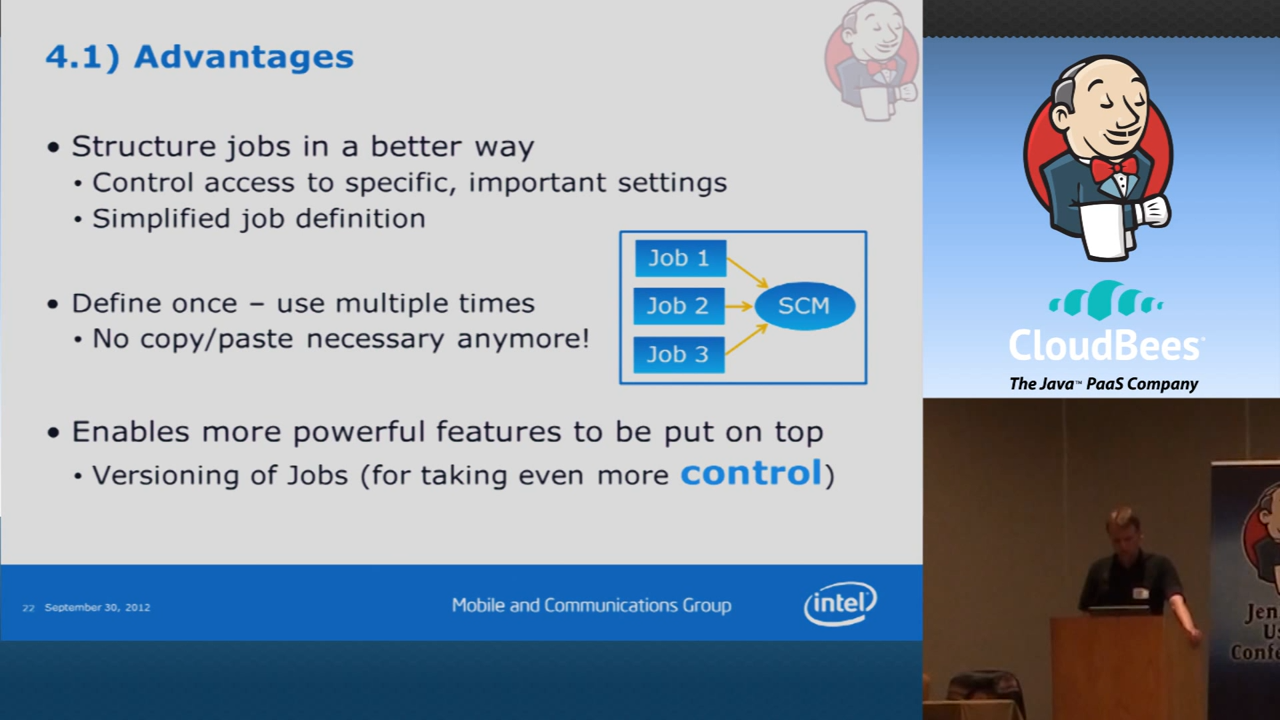 4.1) Advantages
• Structure jobs in a better way
• Control access to specific, important settings
• Simplified job definition
• Define once – use multiple times
• No copy/paste necessary anymore!
Job 1
Job 2
Job 3
SCM
• Enables more powerful features to be put on top
• Versioning of Jobs (for taking even more control)
22 September 30, 2012
Mobile and Communications Group
intel
CloudBees
The Java™ PaaS Company
Jen
U
Confe